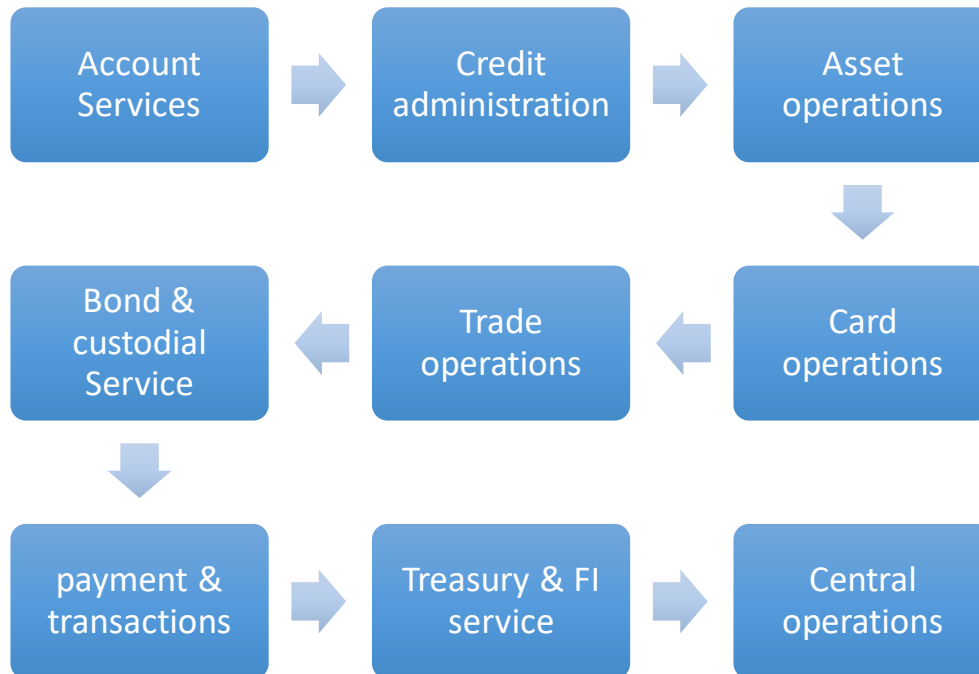 Account
Services
Credit
administration
Asset
operations
Card
operations
Trade
operations
Bond &
custodial
Service
payment &
transactions
Treasury & FI
service
Central
operations